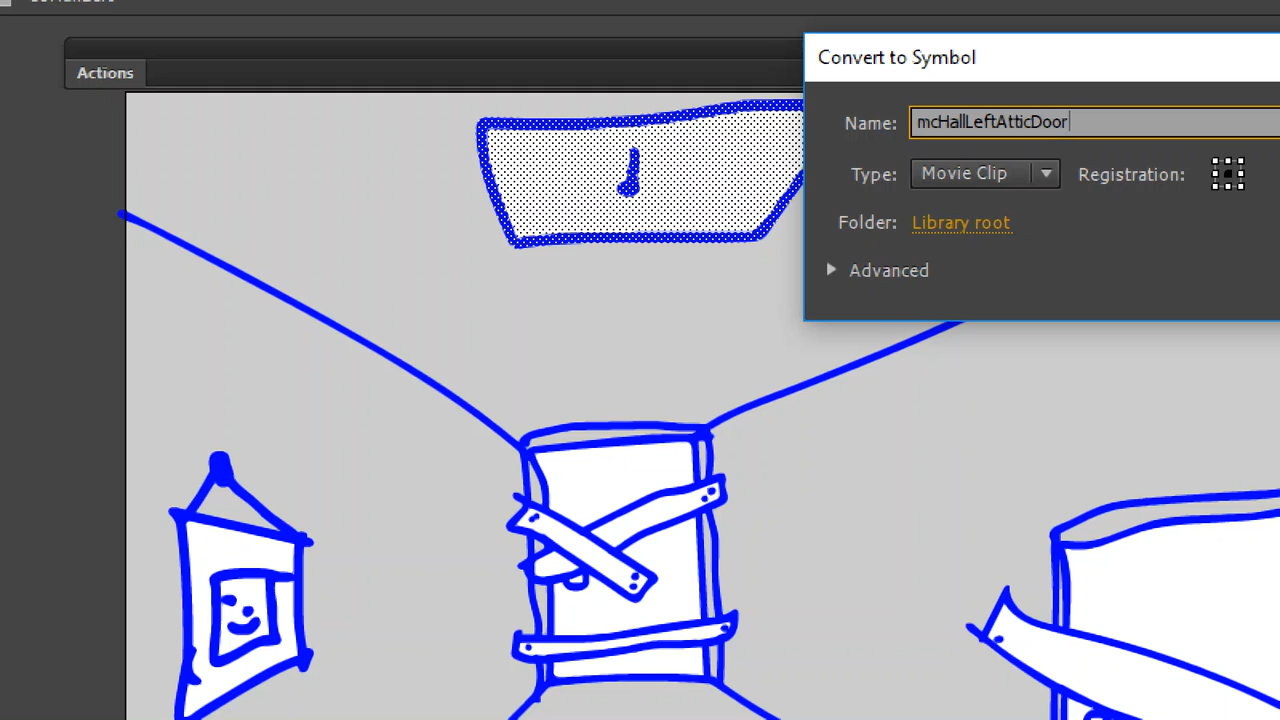 Actions
Convert to Symbol
Name: mcHallLeftAtticDoor
Type: Movie Clip Registration:
Folder: Library root
Advanced